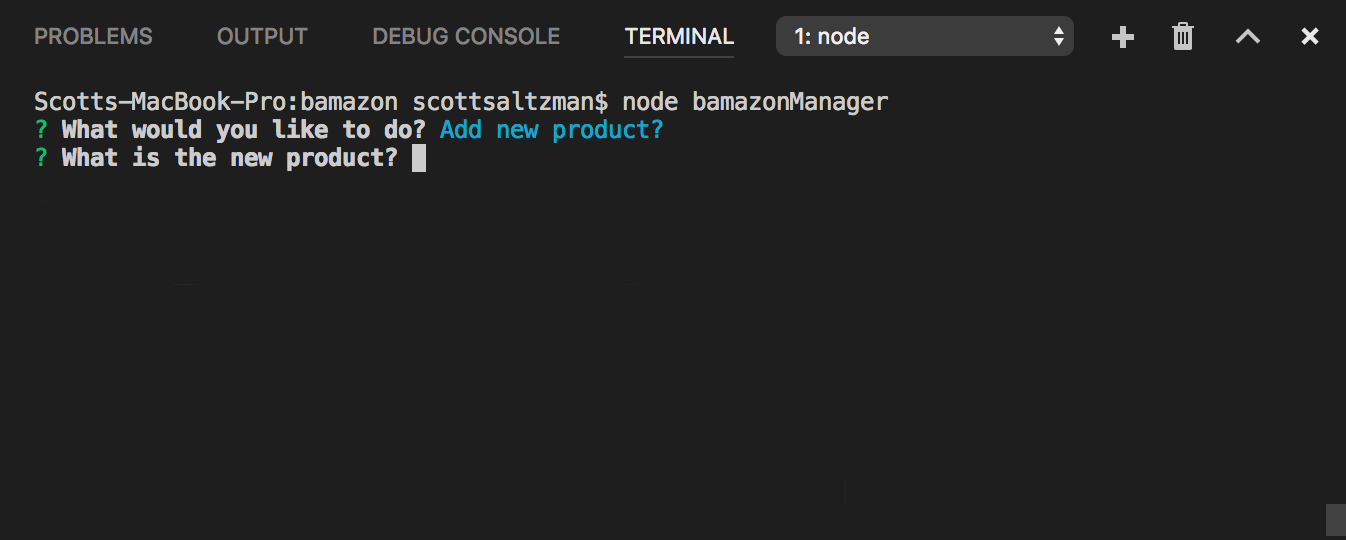 PROBLEMS OUTPUT DEBUG CONSOLE TERMINAL 1: node
Scotts-MacBook-Pro:bamazon scottsaltzman$ node bamazonManager
? What would you like to do? Add new product?
? What is the new product?